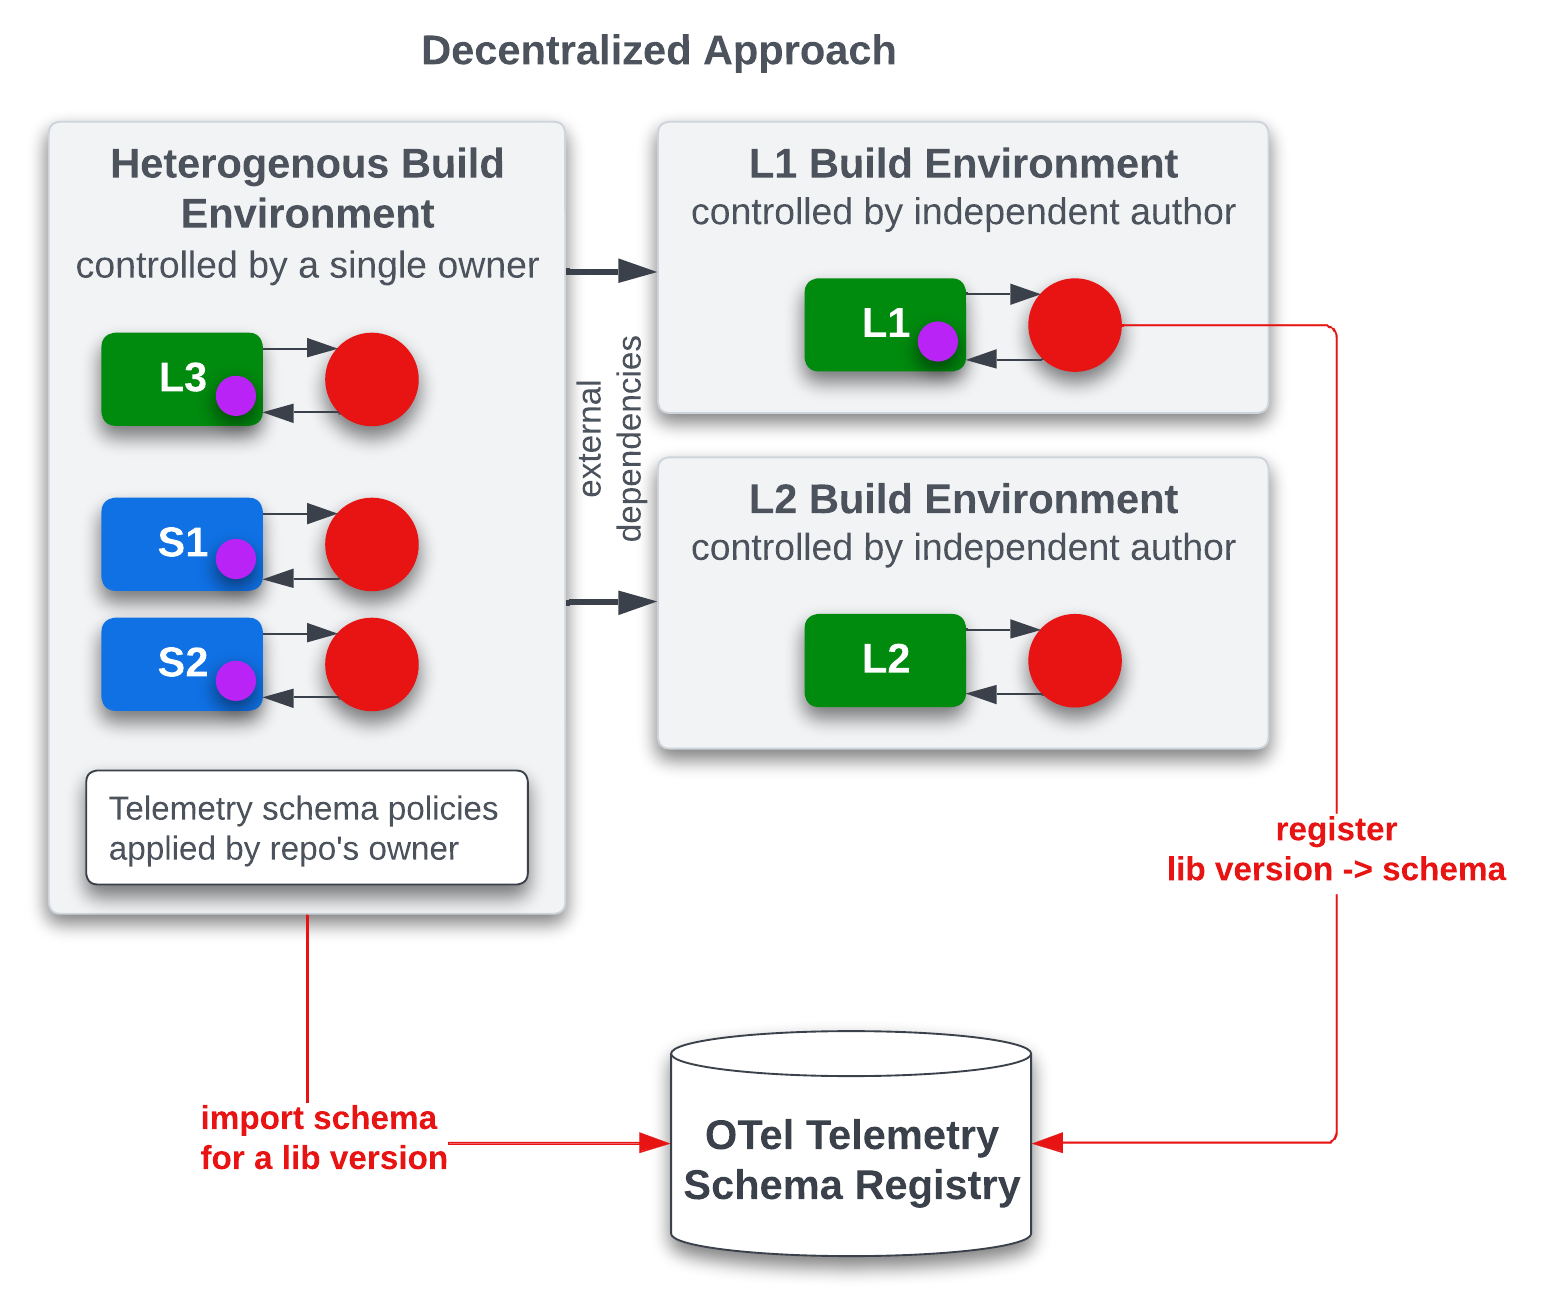 Decentralized Approach
Heterogenous Build
Environment
controlled by a single owner
L3
S1
S2
Telemetry schema policies
applied by repo's owner
external
dependencies
L1 Build Environment
controlled by independent author
L1
L2 Build Environment
controlled by independent author
L2
register
lib version -> schema
import schema
for a lib version
OTel Telemetry
Schema Registry